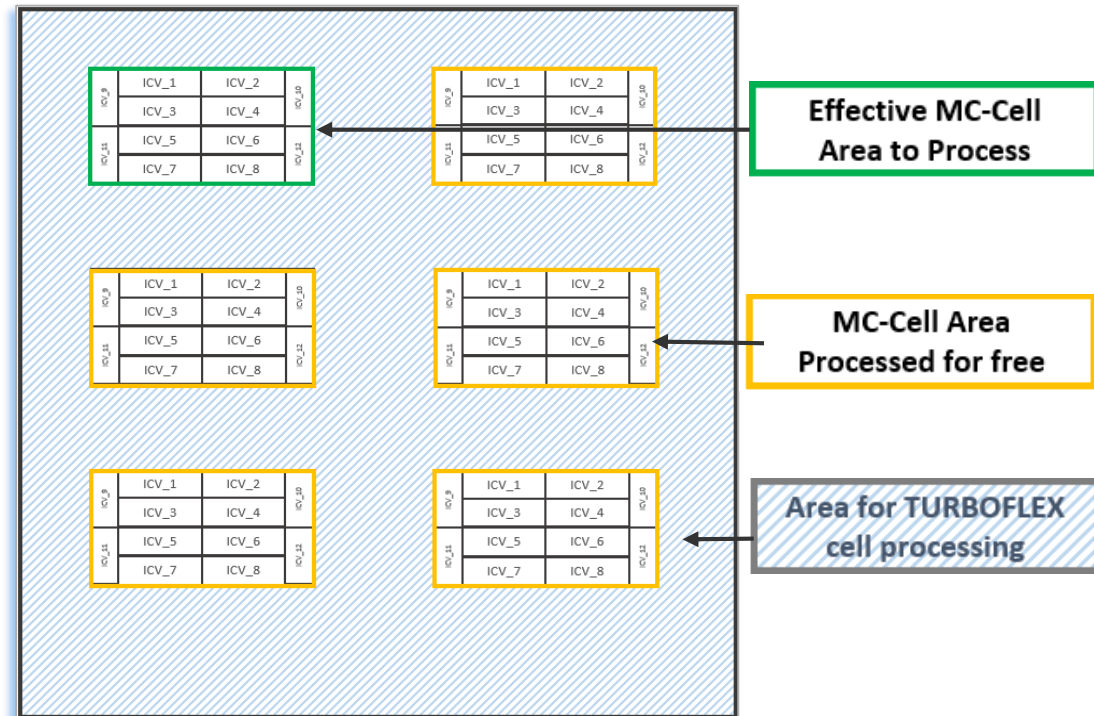 ICV_9 ICV_1 ICV_2 ICV_10
ICV_3 ICV_4
ICV_11 ICV_5 ICV_6 ICV_12
ICV_7 ICV_8
ICV_9 ICV_1 ICV_2 ICV_10
ICV_3 ICV_4
ICV_11 ICV_5 ICV_6 ICV_12
ICV_7 ICV_8
Effective MC-Cell
Area to Process
ICV_9 ICV_1 ICV_2 ICV_10
ICV_3 ICV_4
ICV_11 ICV_5 ICV_6 ICV_12
ICV_7 ICV_8
ICV_9 ICV_1 ICV_2 ICV_10
ICV_3 ICV_4
ICV_11 ICV_5 ICV_6 ICV_12
ICV_7 ICV_8
MC-Cell Area
Processed for free
ICV_9 ICV_1 ICV_2 ICV_10
ICV_3 ICV_4
ICV_11 ICV_5 ICV_6 ICV_12
ICV_7 ICV_8
ICV_9 ICV_1 ICV_2 ICV_10
ICV_3 ICV_4
ICV_11 ICV_5 ICV_6 ICV_12
ICV_7 ICV_8
Area for TURBOFLEX
cell processing